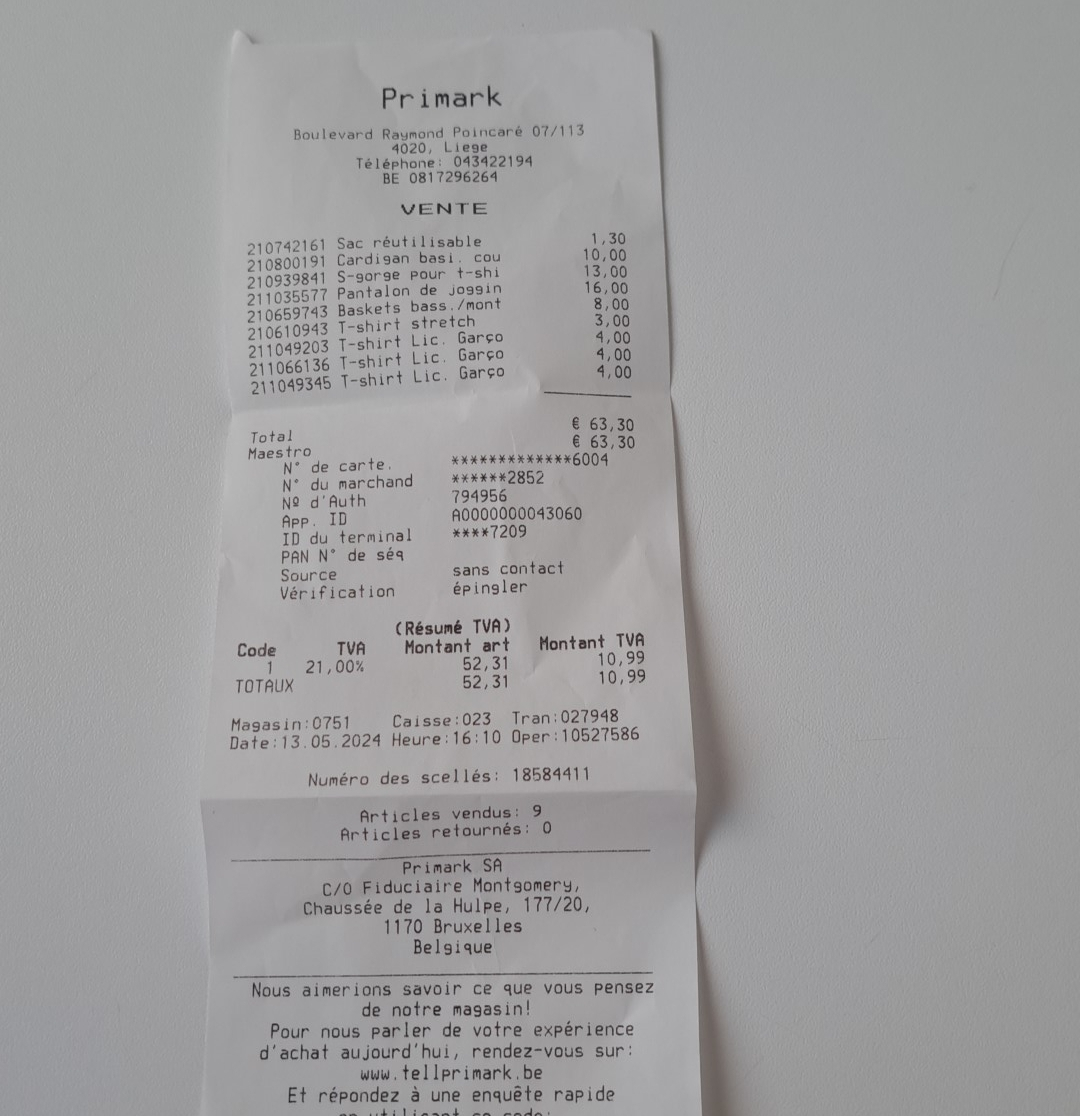 Primark
Boulevard Raymond Poincaré 07/113
4020, Liege
Téléphone: 043422194
BE 0817296264
VENTE
210742161 Sac réutilisable 1,30
210800191 Cardigan basi. cou 10,00
210939841 S-gorge pour t-shi 13,00
211035577 Pantalon de joggin 16,00
210659743 Baskets bass./mont 8,00
210610943 T-shirt stretch 3,00
211049203 T-shirt Lic. Garço 4,00
211066136 T-shirt Lic. Garço 4,00
211049345 T-shirt Lic. Garço 4,00
Total € 63,30
Maestro € 63,30
N° de carte. *************6004
N° du marchand ******2852
Nº d'Auth 794956
App. ID A0000000043060
ID du terminal ****7209
PAN N° de séq
Source sans contact
Vérification épingler
(Résumé TVA)
Code TVA Montant art Montant TVA
1 21,00% 52,31 10,99
TOTAUX 52,31 10,99
Magasin:0751 Caisse:023 Tran:027948
Date:13.05.2024 Heure:16:10 Oper:10527586
Numéro des scellés: 18584411
Articles vendus: 9
Articles retournés: 0
Primark SA
C/O Fiduciaire Montgomery,
Chaussée de la Hulpe, 177/20,
1170 Bruxelles
Belgique
Nous aimerions savoir ce que vous pensez
de notre magasin!
Pour nous parler de votre expérience
d'achat aujourd'hui, rendez-vous sur:
www.tellprimark.be
Et répondez à une enquête rapide
en utilisant ce code: